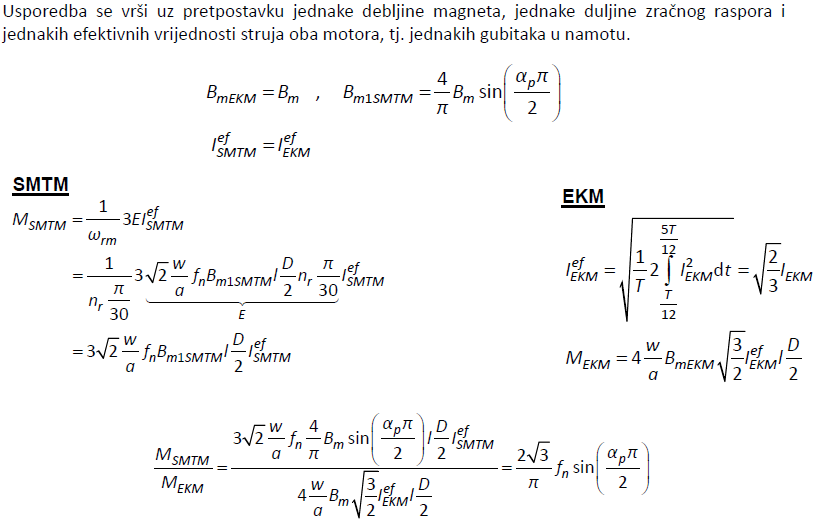 Usporedba se vrši uz pretpostavku jednake debljine magneta, jednake duljine zračnog raspora i
jednakih efektivnih vrijednosti struja oba motora, tj. jednakih gubitaka u namotu.
$B_{mEKM} = B_m \quad , \quad B_{m1SMTM} = \frac{4}{\pi} B_m \sin\left(\frac{\alpha_p \pi}{2}\right)$
$I_{SMTM}^{ef} = I_{EKM}^{ef}$
SMTM
$M_{SMTM} = \frac{1}{\omega_{rm}} 3 E I_{SMTM}^{ef}$
$= \frac{1}{n_r \frac{\pi}{30}} 3 \underbrace{\sqrt{2} \frac{w}{a} f_n B_{m1SMTM} l \frac{D}{2} n_r \frac{\pi}{30}}_{E} I_{SMTM}^{ef}$
$= 3\sqrt{2} \frac{w}{a} f_n B_{m1SMTM} l \frac{D}{2} I_{SMTM}^{ef}$
EKM
$I_{EKM}^{ef} = \sqrt{\frac{1}{T} 2 \int_{\frac{T}{12}}^{\frac{5T}{12}} I_{EKM}^2 \mathrm{d}t} = \sqrt{\frac{2}{3}} I_{EKM}$
$M_{EKM} = 4 \frac{w}{a} B_{mEKM} \sqrt{\frac{3}{2}} I_{EKM}^{ef} l \frac{D}{2}$
$\frac{M_{SMTM}}{M_{EKM}} = \frac{3\sqrt{2} \frac{w}{a} f_n \frac{4}{\pi} B_m \sin\left(\frac{\alpha_p \pi}{2}\right) l \frac{D}{2} I_{SMTM}^{ef}}{4 \frac{w}{a} B_m \sqrt{\frac{3}{2}} I_{EKM}^{ef} l \frac{D}{2}} = \frac{2\sqrt{3}}{\pi} f_n \sin\left(\frac{\alpha_p \pi}{2}\right)$